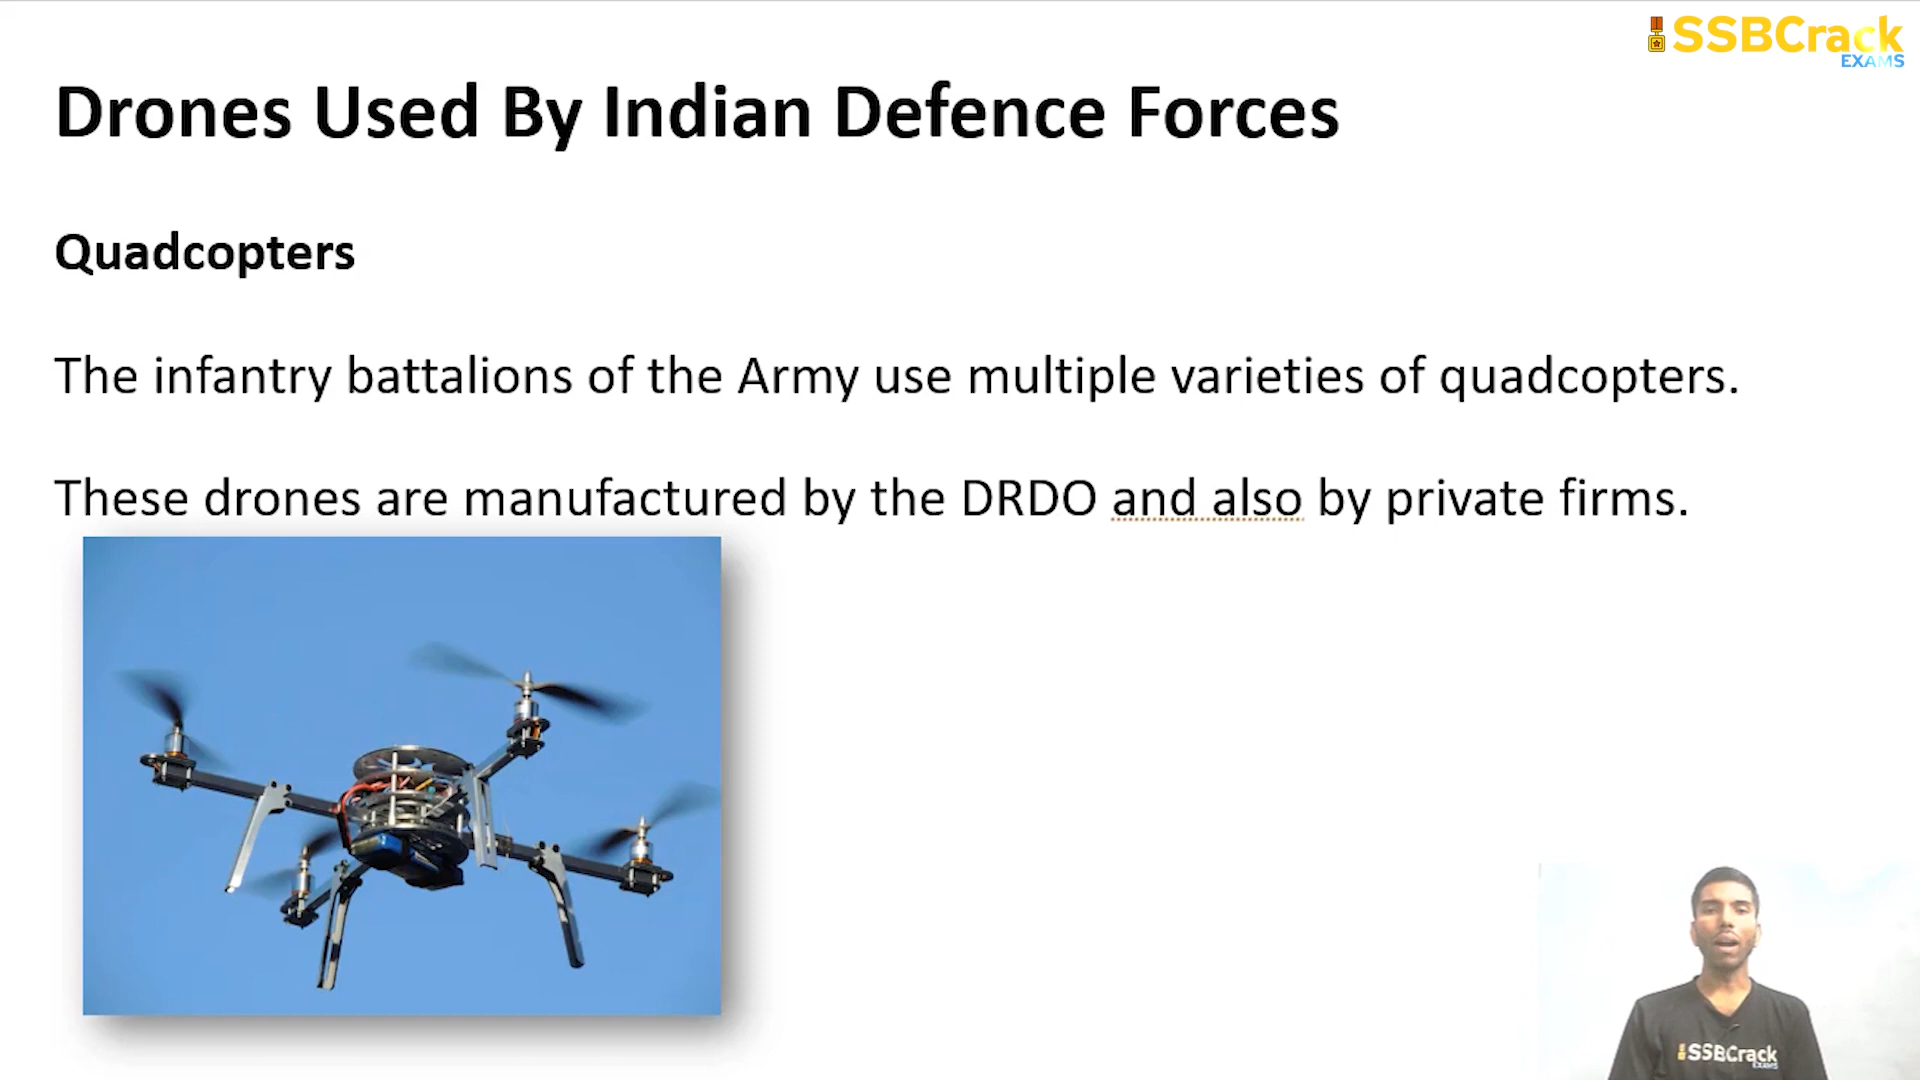 SSBCrack
EXAMS
Drones Used By Indian Defence Forces
Quadcopters
The infantry battalions of the Army use multiple varieties of quadcopters.
These drones are manufactured by the DRDO and also by private firms.
SSBCrack
EXAMS